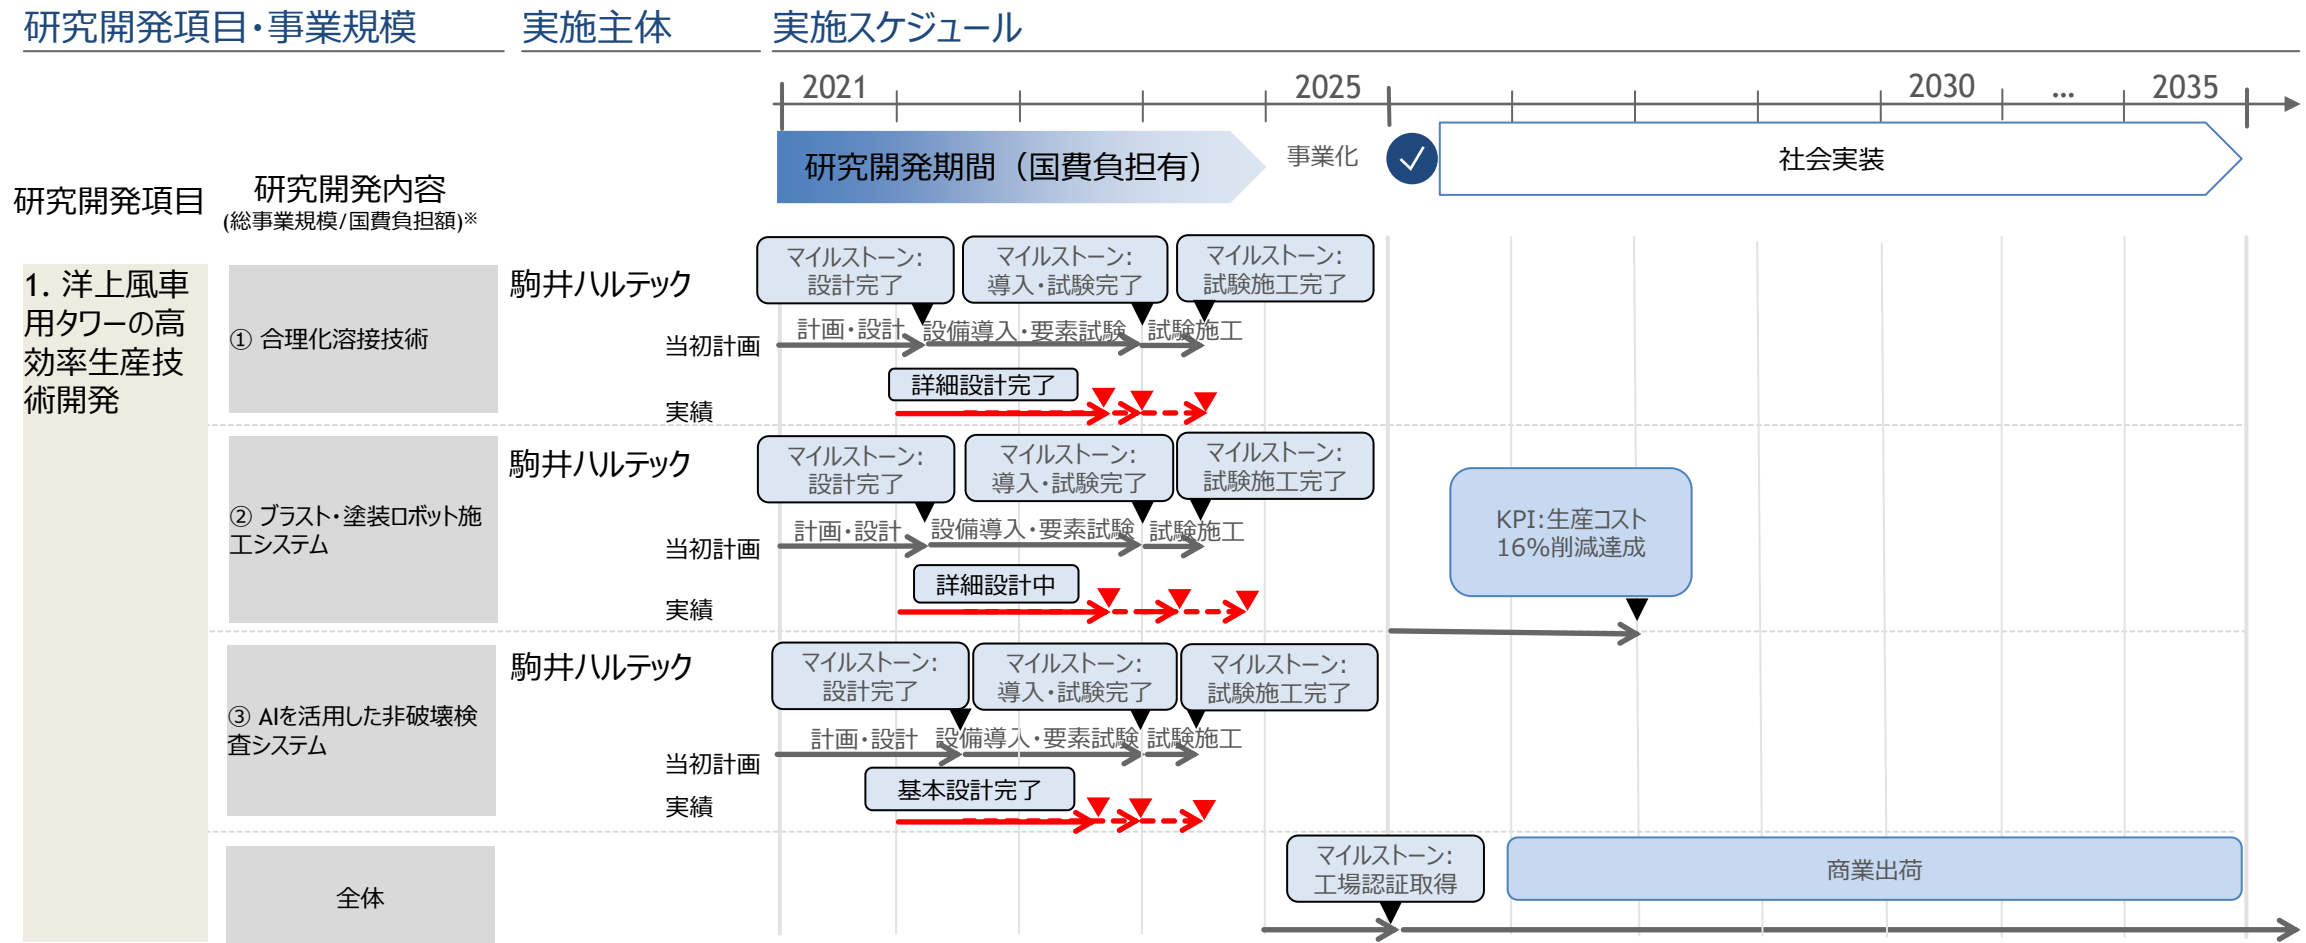 研究開発項目・事業規模
実施主体
実施スケジュール
2021
2025
2030
…
2035
研究開発期間（国費負担有）
事業化
社会実装
研究開発項目
研究開発内容
(総事業規模/国費負担額)※
1. 洋上風車
用タワーの高
効率生産技
術開発
① 合理化溶接技術
駒井ハルテック
マイルストーン:
設計完了
マイルストーン:
導入・試験完了
マイルストーン:
試験施工完了
当初計画
計画・設計
設備導入・要素試験
試験施工
詳細設計完了
実績
② ブラスト・塗装ロボット施
工システム
駒井ハルテック
マイルストーン:
設計完了
マイルストーン:
導入・試験完了
マイルストーン:
試験施工完了
当初計画
計画・設計
設備導入・要素試験
試験施工
詳細設計中
実績
KPI:生産コスト
16%削減達成
③ AIを活用した非破壊検
査システム
駒井ハルテック
マイルストーン:
設計完了
マイルストーン:
導入・試験完了
マイルストーン:
試験施工完了
当初計画
計画・設計
設備導入・要素試験
試験施工
基本設計完了
実績
全体
マイルストーン:
工場認証取得
商業出荷